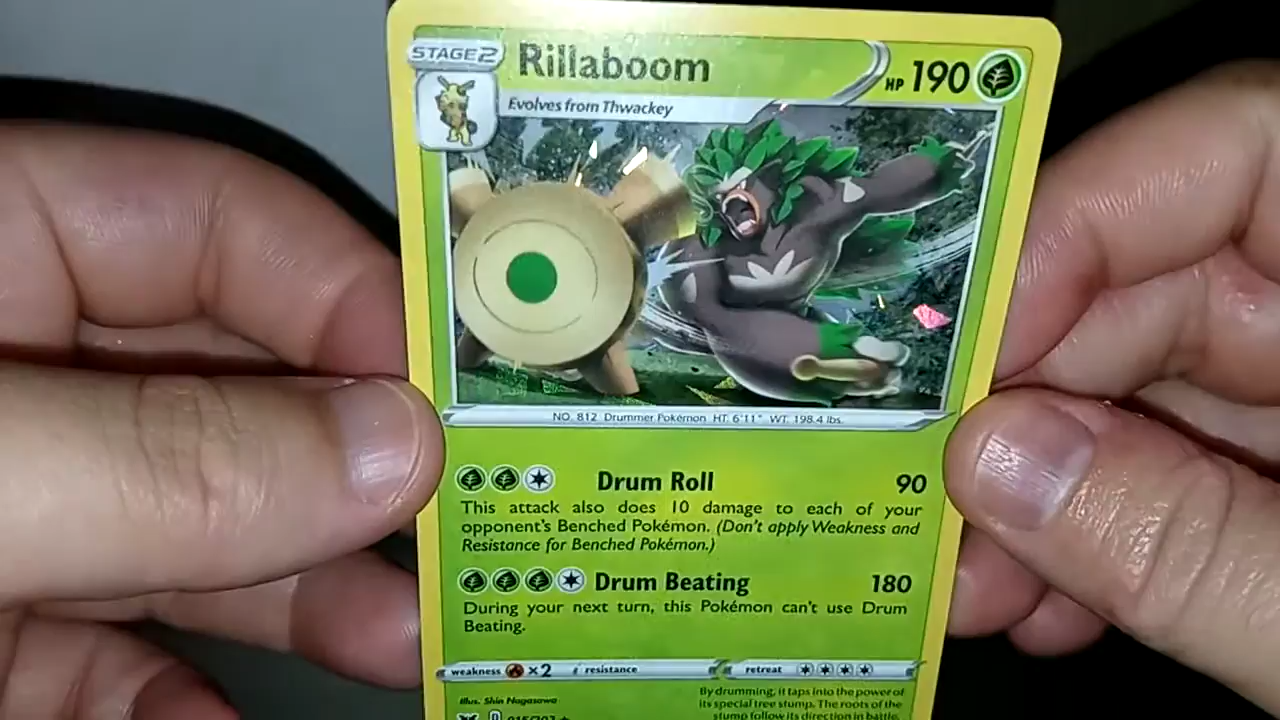 STAGE 2
Rillaboom
HP 190
Evolves from Thwackey
NO. 812 Drummer Pokémon HT: 6'11" WT: 198.4 lbs.
Drum Roll 90
This attack also does 10 damage to each of your
opponent's Benched Pokémon. (Don't apply Weakness and
Resistance for Benched Pokémon.)
Drum Beating 180
During your next turn, this Pokémon can't use Drum
Beating.
weakness ×2 resistance retreat
Illus. Shin Nagasawa
By drumming, it taps into the power of
its special tree stump. The roots of the
stump follow its direction in battle.